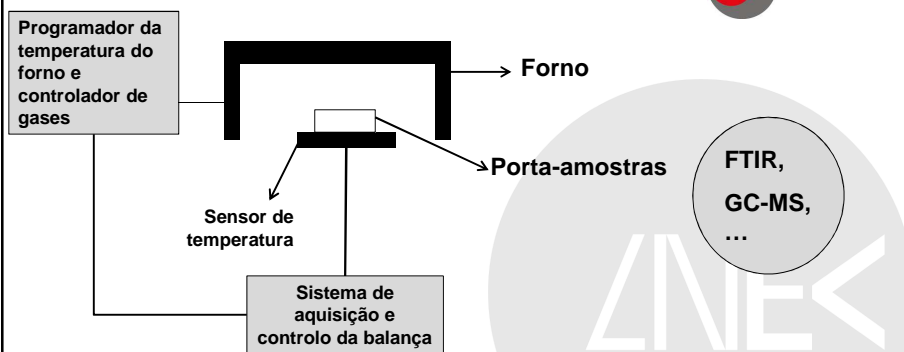 Programador da
temperatura do
forno e
controlador de
gases
Forno
Porta-amostras
Sensor de
temperatura
Sistema de
aquisição e
controlo da balança
FTIR,
GC-MS,
...
LNEC